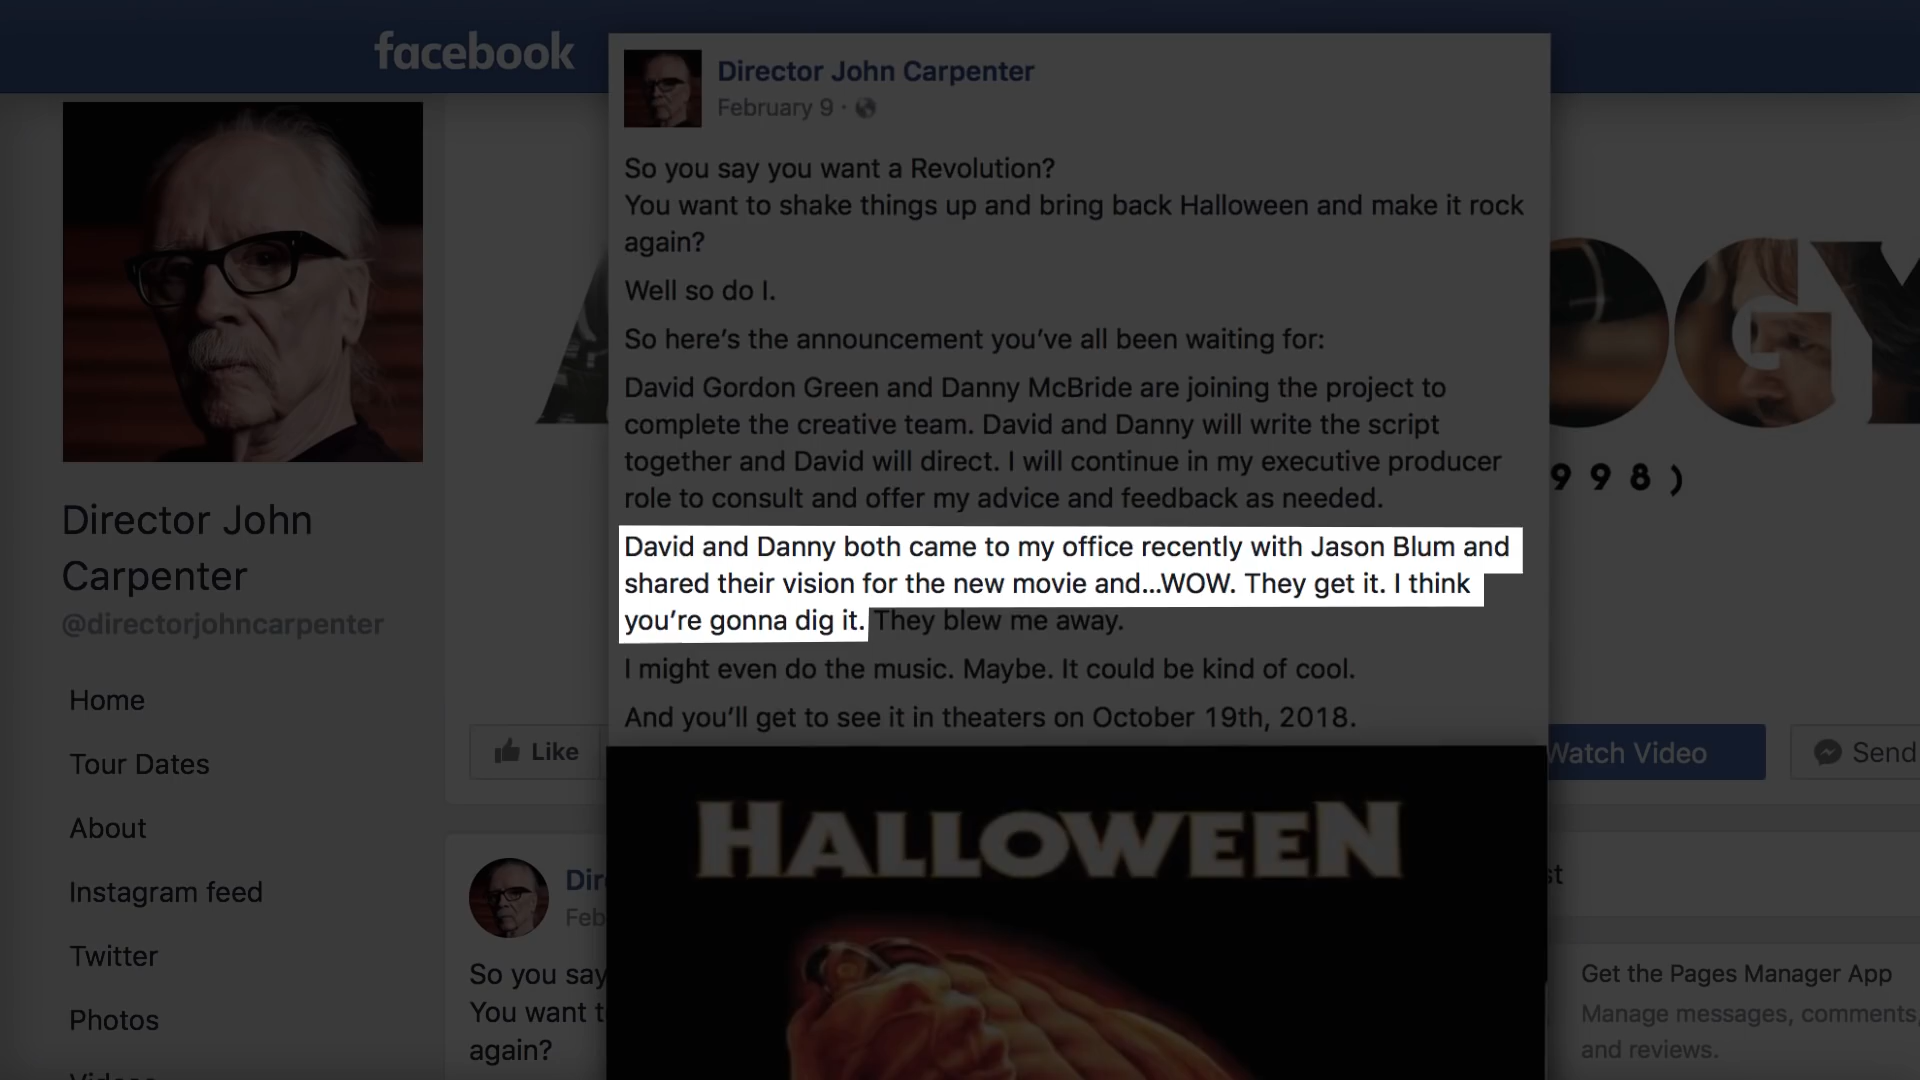 facebook
Director John Carpenter
February 9
So you say you want a Revolution?
You want to shake things up and bring back Halloween and make it rock
again?
Well so do I.
So here's the announcement you've all been waiting for:
David Gordon Green and Danny McBride are joining the project to
complete the creative team. David and Danny will write the script
together and David will direct. I will continue in my executive producer
role to consult and offer my advice and feedback as needed.
David and Danny both came to my office recently with Jason Blum and
shared their vision for the new movie and...WOW. They get it. I think
you're gonna dig it. They blew me away.
I might even do the music. Maybe. It could be kind of cool.
And you'll get to see it in theaters on October 19th, 2018.
HALLOWEEN
Director John
Carpenter
@directorjohncarpenter
Home
Tour Dates
About
Instagram feed
Twitter
Photos
Like
So you say
You want t
again?
OGY
998)
Watch Video
Send
st
Get the Pages Manager App
Manage messages, comments,
and reviews.